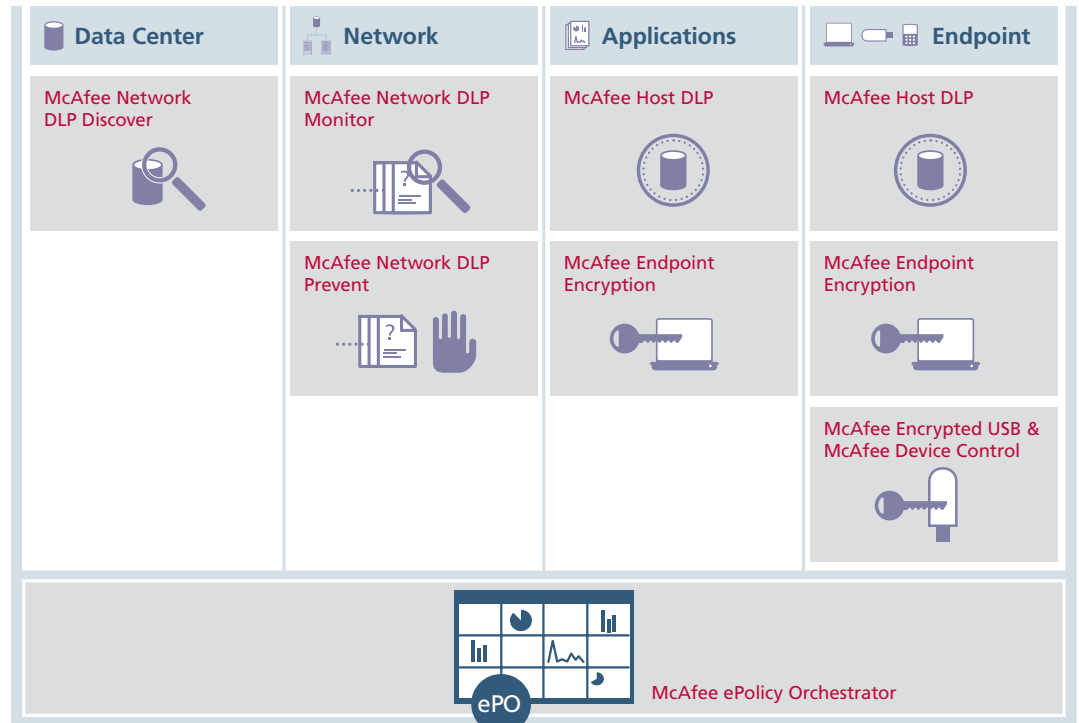 Data Center
Network
Applications
Endpoint
McAfee Network
DLP Discover
McAfee Network DLP
Monitor
?
McAfee Host DLP
McAfee Host DLP
McAfee Network DLP
Prevent
?
McAfee Endpoint
Encryption
McAfee Endpoint
Encryption
McAfee Encrypted USB &
McAfee Device Control
ePO
McAfee ePolicy Orchestrator